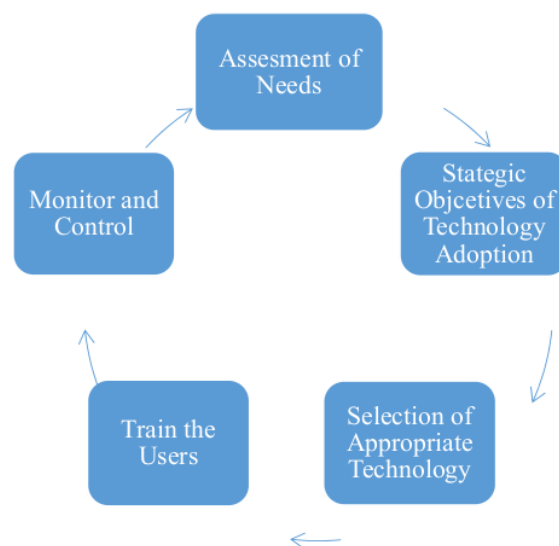 Assesment of
Needs
Stategic
Objcetives of
Technology
Adoption
Selection of
Appropriate
Technology
Train the
Users
Monitor and
Control